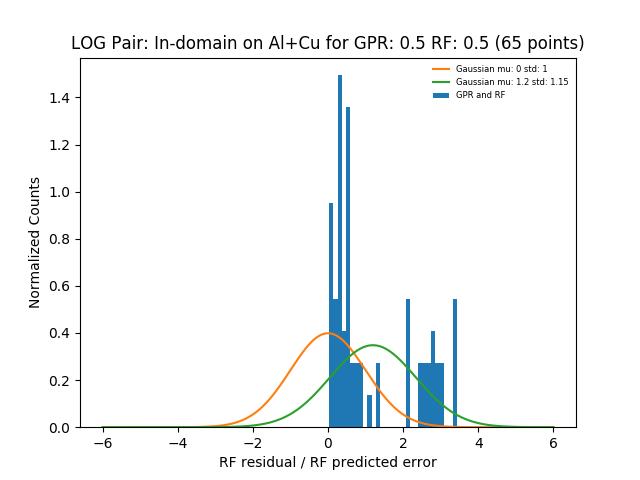 LOG Pair: In-domain on Al+Cu for GPR: 0.5 RF: 0.5 (65 points)
Gaussian mu: 0 std: 1
Gaussian mu: 1.2 std: 1.15
GPR and RF
Normalized Counts
1.4
1.2
1.0
0.8
0.6
0.4
0.2
0.0
−6 −4 −2 0 2 4 6
RF residual / RF predicted error